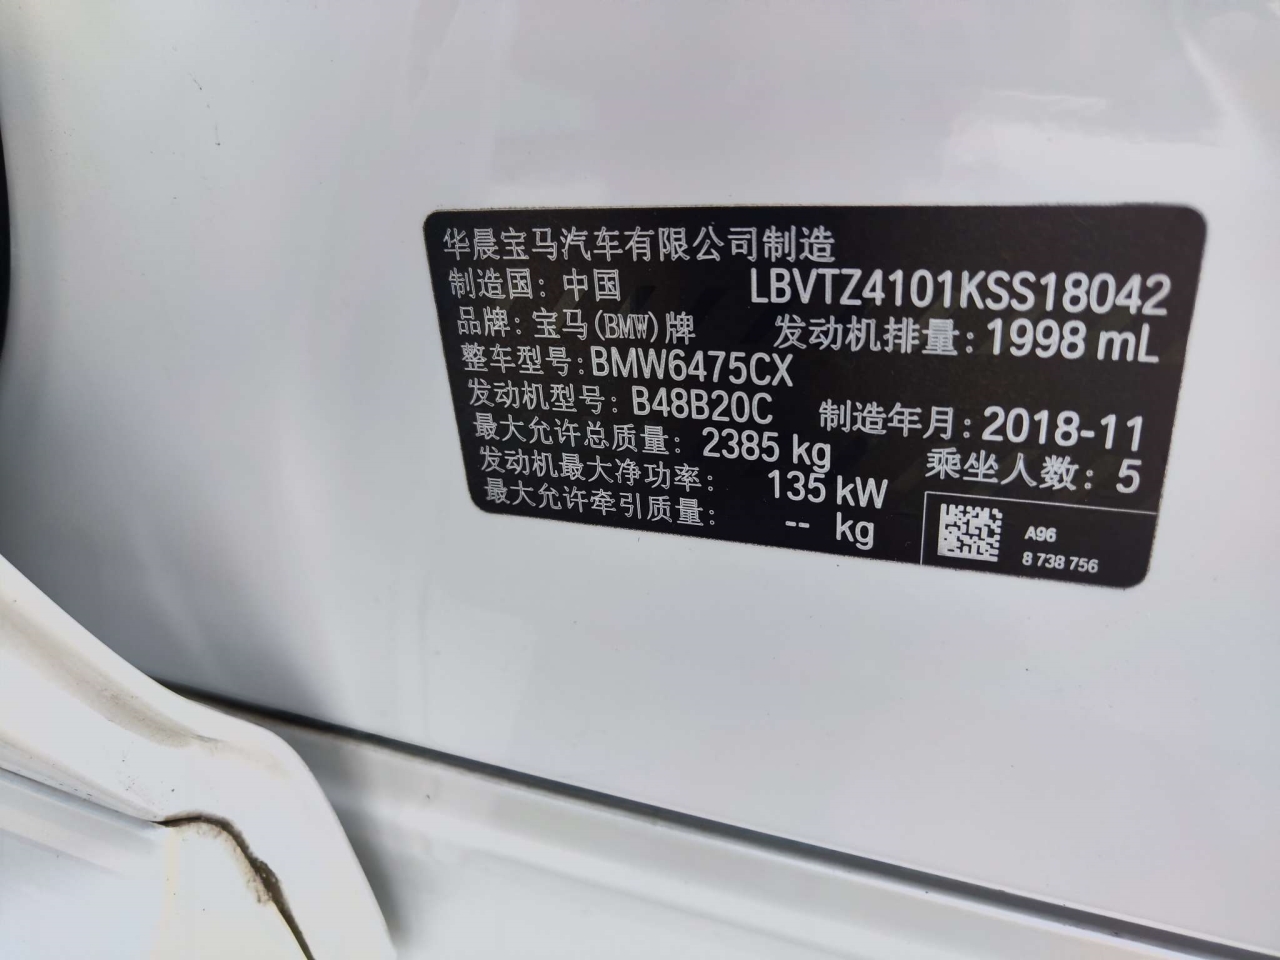 华晨宝马汽车有限公司制造
制造国：中国 LBVTZ4101KSS18042
品牌：宝马(BMW)牌 发动机排量：1998 mL
整车型号：BMW6475CX
发动机型号：B48B20C 制造年月：2018-11
最大允许总质量：2385 kg 乘坐人数：5
发动机最大净功率：135 kW
最大允许牵引质量：-- kg
A96
8 738 756